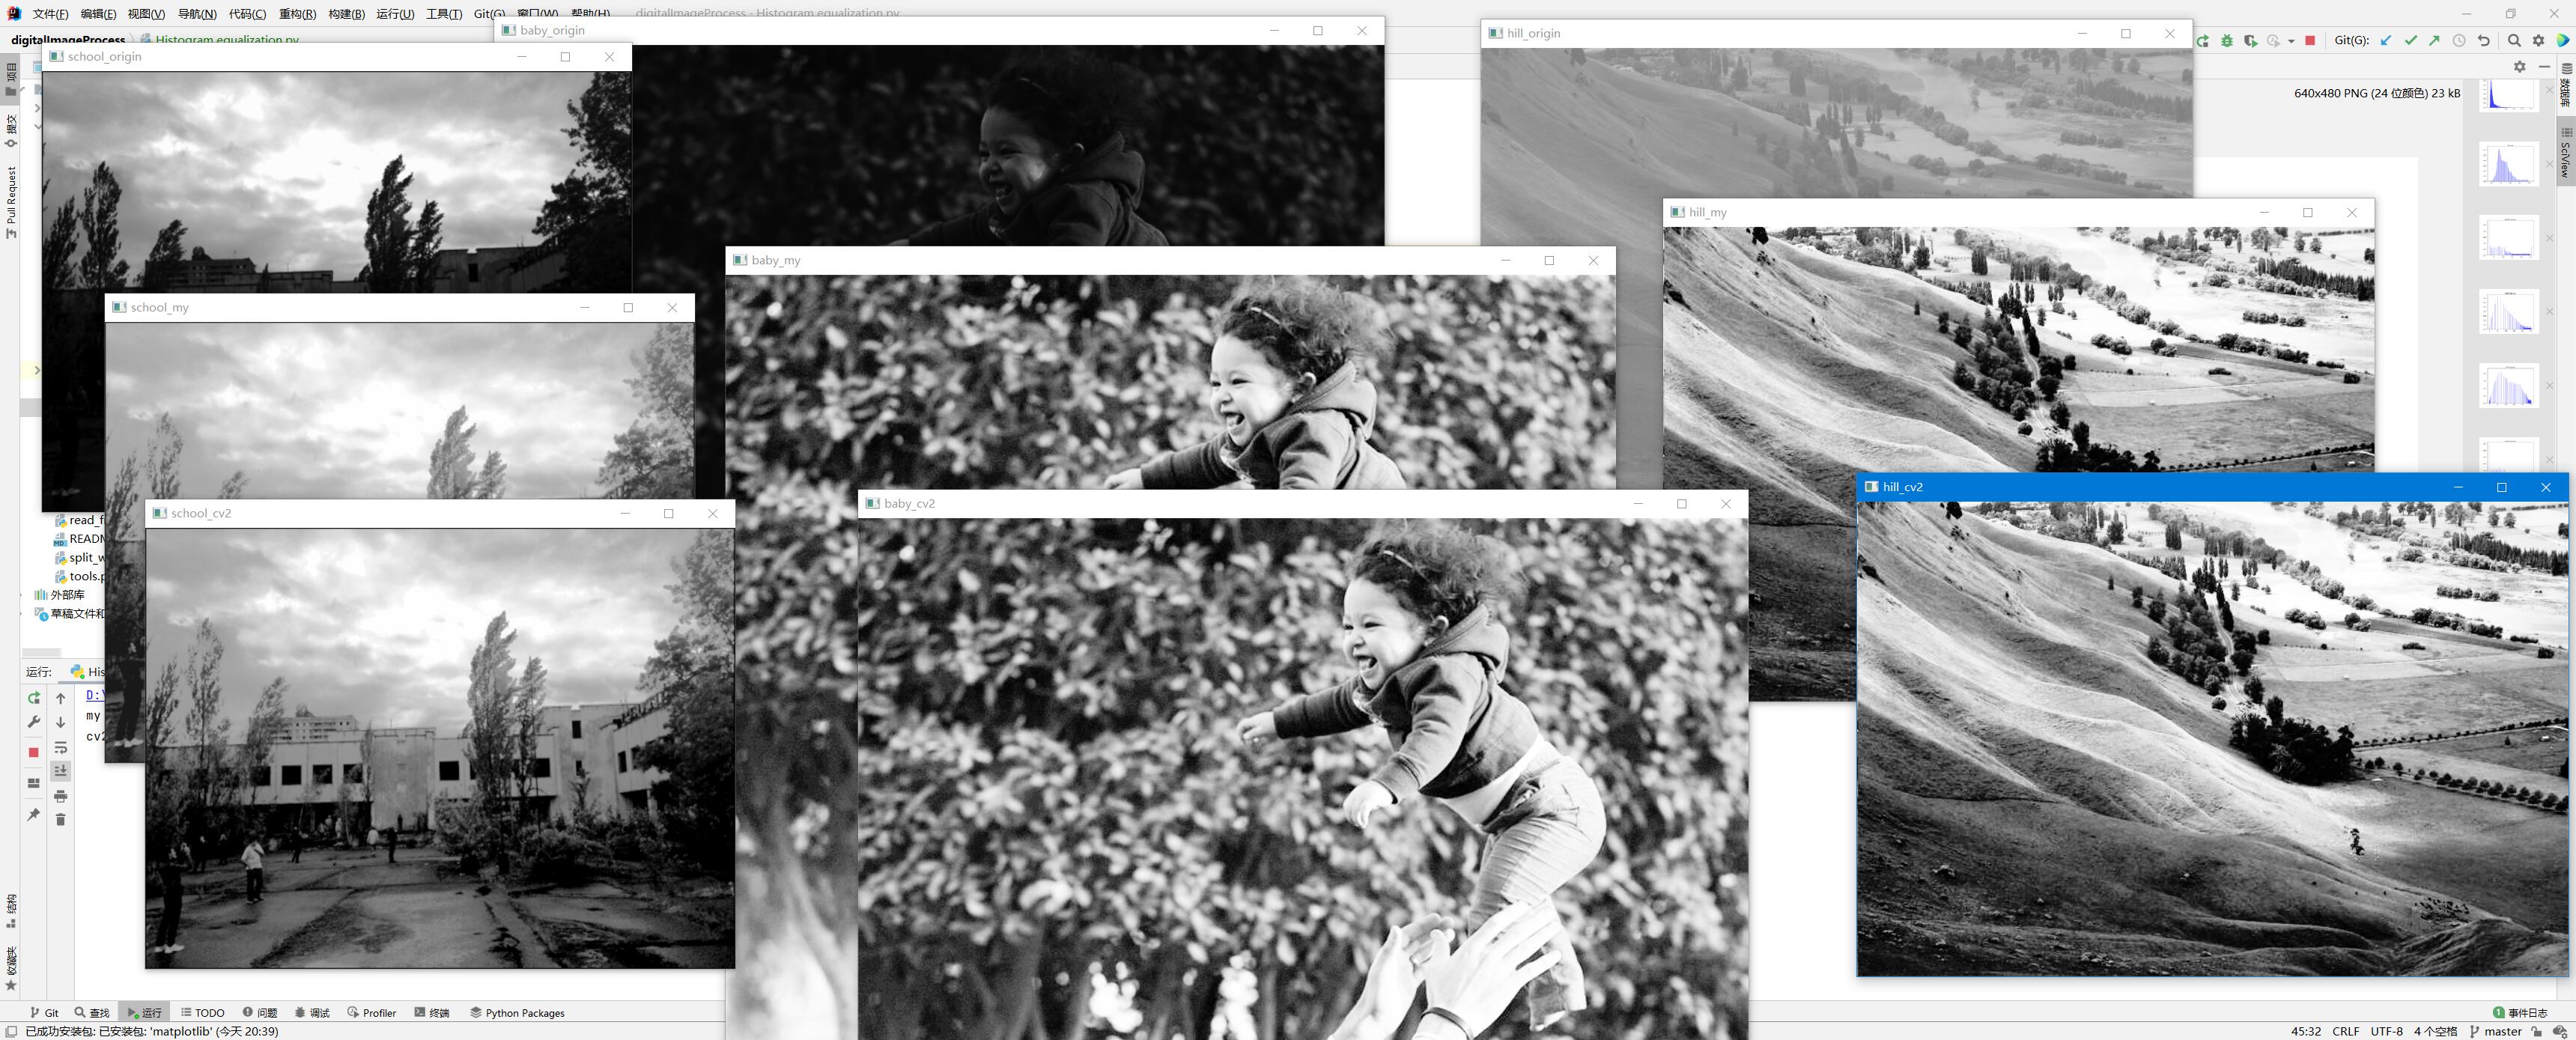 文件(F) 编辑(E) 视图(V) 导航(N) 代码(C) 重构(R) 构建(B) 运行(U) 工具(T) Git(G) 窗口(W) 帮助(H) digitalImageProcess - Histogram equalization.py
baby_origin
hill_origin
digitalImageProcess Histogram equalization.py
Git(G):
school_origin
640x480 PNG (24 位颜色) 23 kB
项目
提交
Pull Request
数据库
SciView
hill_my
baby_my
school_my
hill_cv2
baby_cv2
school_cv2
read_f
READM
split_w
tools.p
外部库
草稿文件和
运行: His
D:\
my
cv2
结构
收藏夹
Git 查找 运行 TODO 问题 调试 Profiler 终端 Python Packages
1 事件日志
已成功安装包: 已安装包: 'matplotlib' (今天 20:39)
45:32 CRLF UTF-8 4 个空格 master